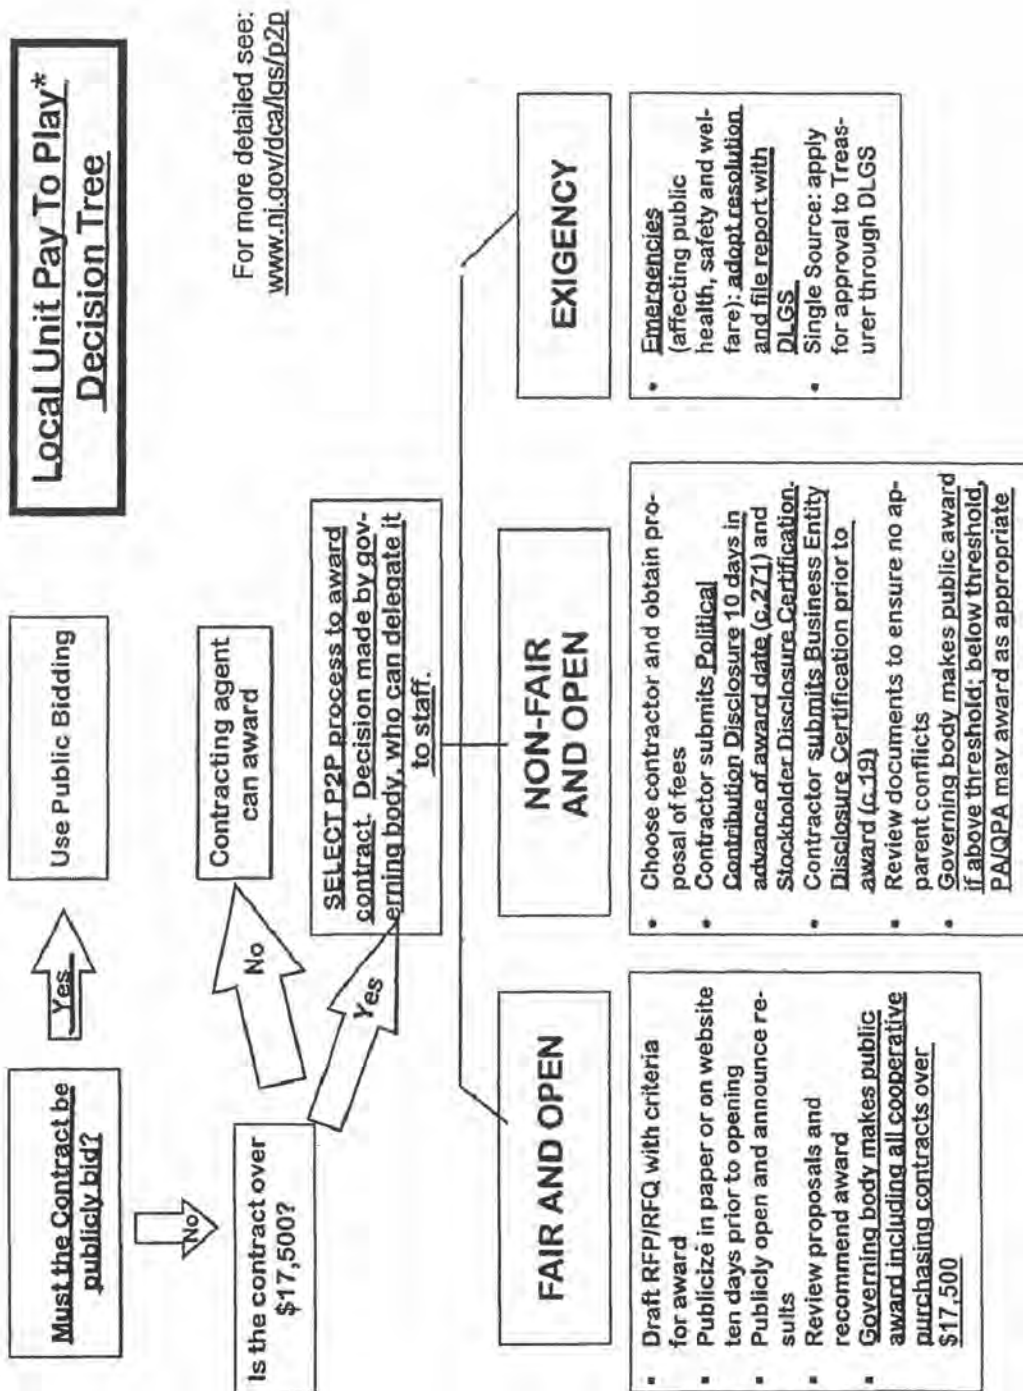 Local Unit Pay To Play*
Decision Tree
For more detailed see:
www.nj.gov/dca/lgs/p2p
Must the Contract be
publicly bid?
Yes
Use Public Bidding
No
Is the contract over
$17,500?
No
Contracting agent
can award
Yes
SELECT P2P process to award
contract. Decision made by gov-
erning body, who can delegate it
to staff.
FAIR AND OPEN
• Draft RFP/RFQ with criteria
for award
• Publicize in paper or on website
ten days prior to opening
• Publicly open and announce re-
sults
• Review proposals and
recommend award
• Governing body makes public
award including all cooperative
purchasing contracts over
$17,500
NON-FAIR
AND OPEN
• Choose contractor and obtain pro-
posal of fees
• Contractor submits Political
Contribution Disclosure 10 days in
advance of award date (c.271) and
Stockholder Disclosure Certification.
• Contractor submits Business Entity
Disclosure Certification prior to
award (c.19)
• Review documents to ensure no ap-
parent conflicts
• Governing body makes public award
if above threshold; below threshold,
PA/QPA may award as appropriate
EXIGENCY
• Emergencies
(affecting public
health, safety and wel-
fare): adopt resolution
and file report with
DLGS
• Single Source: apply
for approval to Treas-
urer through DLGS